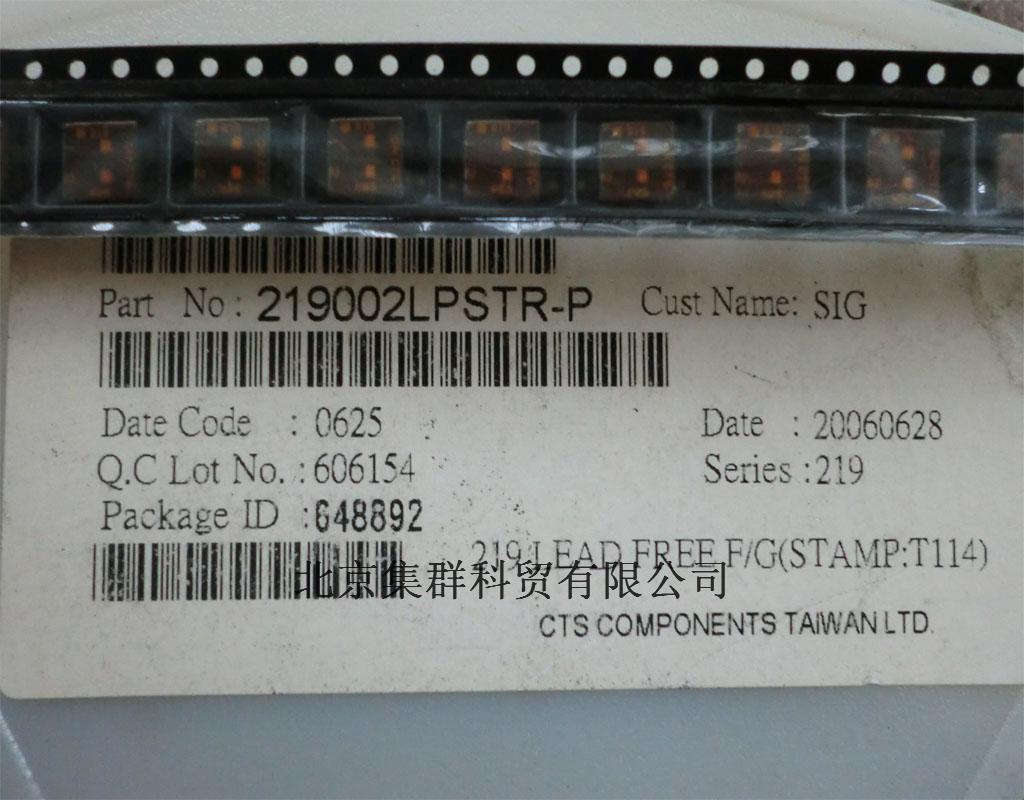 Part No : 219002LPSTR-P Cust Name: SIG
Date Code : 0625 Date : 20060628
Q.C Lot No. : 606154 Series :219
Package ID :648892
219 LEAD FREE F/G(STAMP:T114)
北京集群科贸有限公司
CTS COMPONENTS TAIWAN LTD.